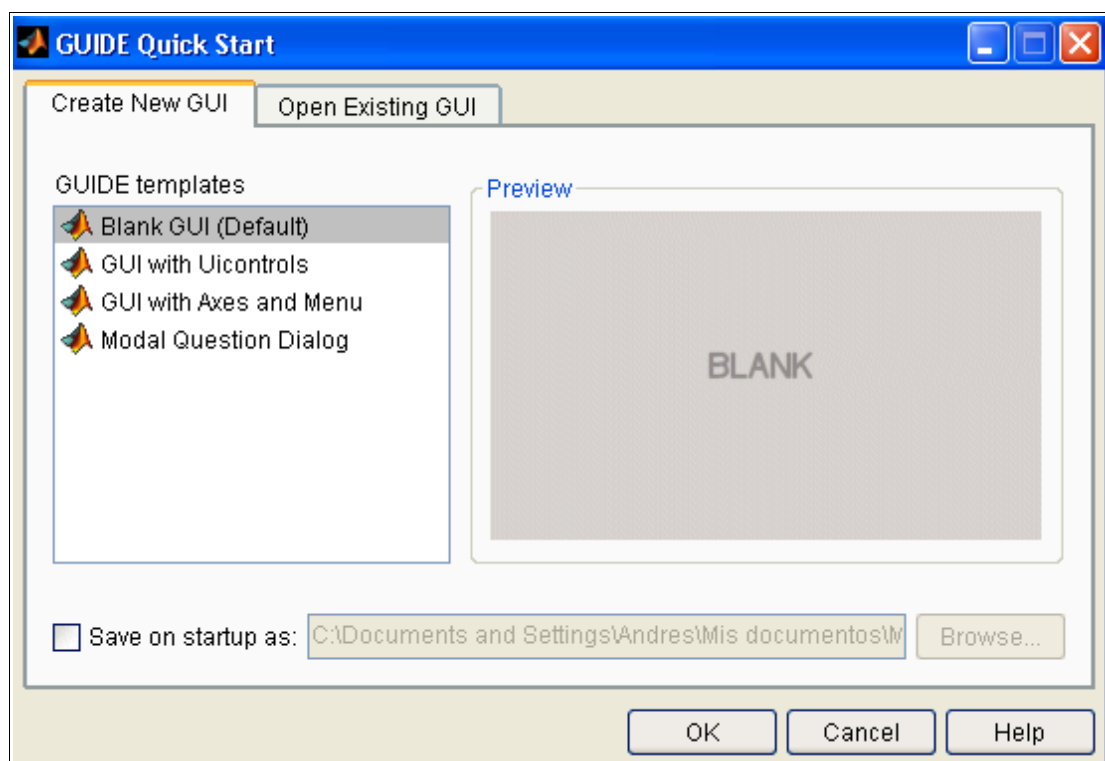 GUIDE Quick Start
Create New GUI
Open Existing GUI
GUIDE templates
Blank GUI (Default)
GUI with Uicontrols
GUI with Axes and Menu
Modal Question Dialog
Preview
BLANK
Save on startup as: C:\Documents and Settings\Andres\Mis documentos\M
Browse...
OK
Cancel
Help